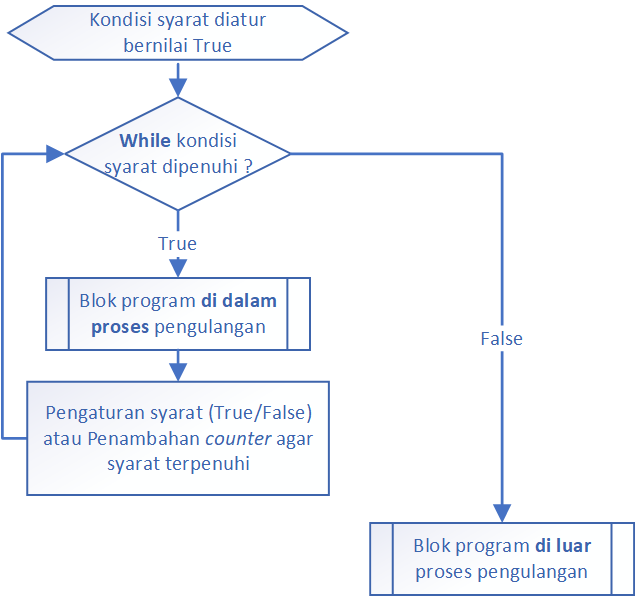 Kondisi syarat diatur
bernilai True
While kondisi
syarat dipenuhi ?
True
Blok program di dalam
proses pengulangan
False
Pengaturan syarat (True/False)
atau Penambahan counter agar
syarat terpenuhi
Blok program di luar
proses pengulangan